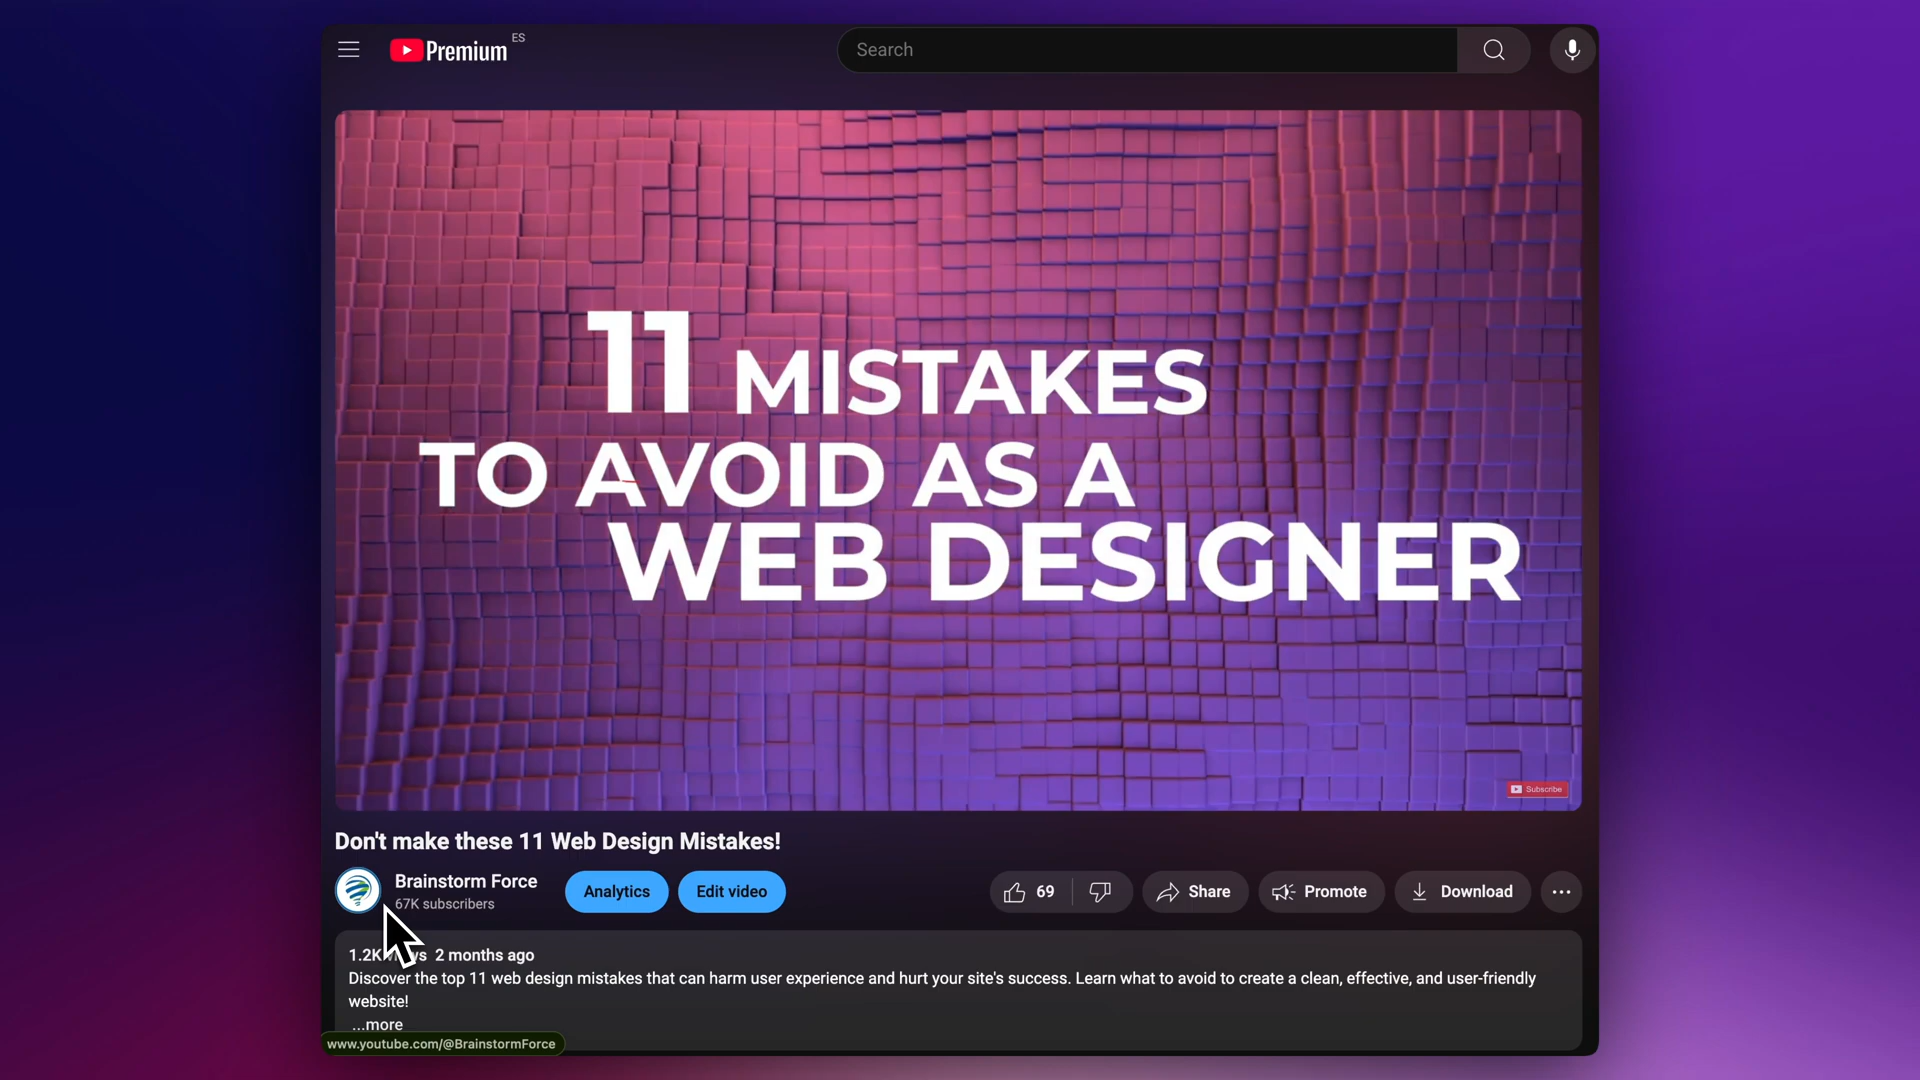 Premium ES
Search
11 MISTAKES
TO AVOID AS A
WEB DESIGNER
Subscribe
Don't make these 11 Web Design Mistakes!
Brainstorm Force
67K subscribers
Analytics
Edit video
69
Share
Promote
Download
1.2K 2 months ago
Discover the top 11 web design mistakes that can harm user experience and hurt your site's success. Learn what to avoid to create a clean, effective, and user-friendly
website!
...more
www.youtube.com/@BrainstormForce